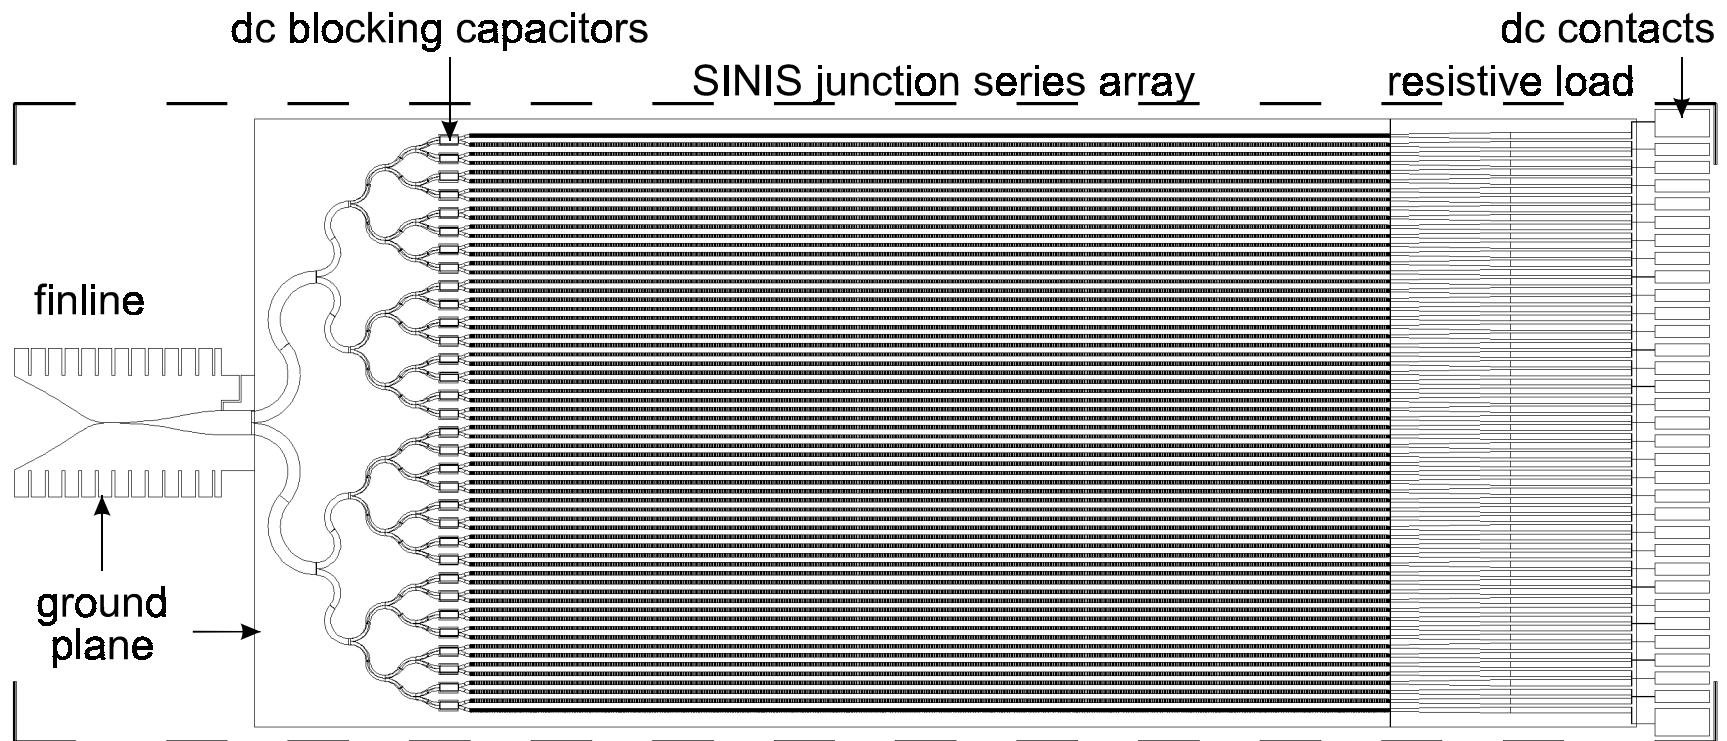 dc blocking capacitors
dc contacts
SINIS junction series array
resistive load
finline
ground
plane